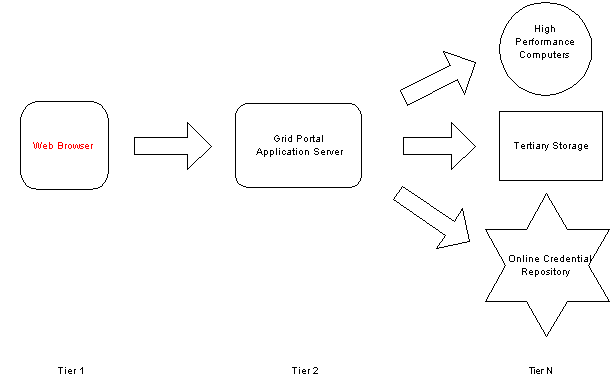 High
Performance
Computers
Web Browser
Grid Portal
Application Server
Tertiary Storage
Online Credential
Repository
Tier 1
Tier 2
Tier N